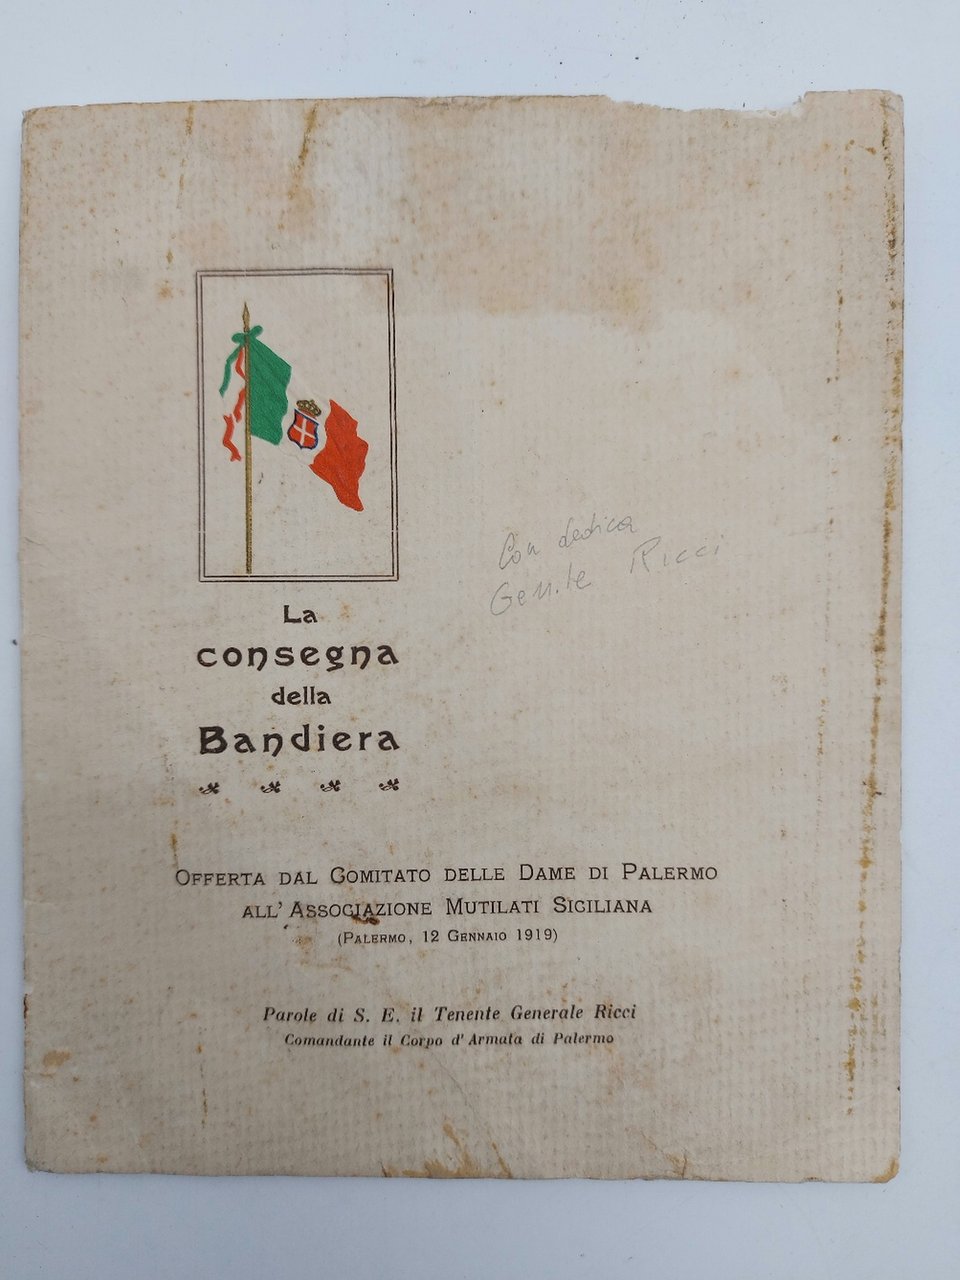 Con dedica
Gen.le Ricci
La
consegna
della
Bandiera
Offerta dal Comitato delle Dame di Palermo
all' Associazione Mutilati Siciliana
(Palermo, 12 Gennaio 1919)
Parole di S. E. il Tenente Generale Ricci
Comandante il Corpo d' Armata di Palermo